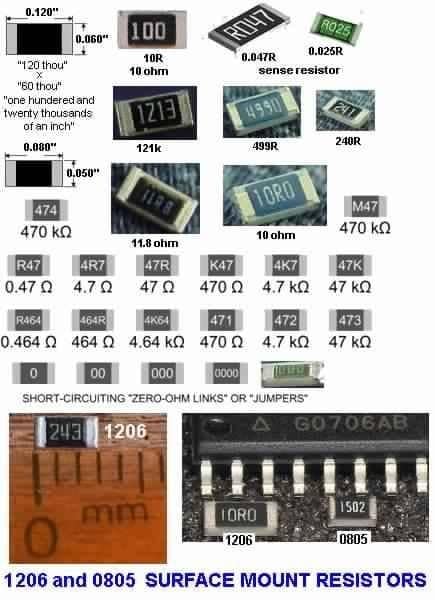 0.120"
0.060"
"120 thou"
x
"60 thou"
"one hundred and
twenty thousands
of an inch"
100
10R
10 ohm
R047
0.047R
R025
0.025R
sense resistor
1213
121k
4990
499R
241
240R
0.080"
0.050"
11R8
11.8 ohm
10R0
10 ohm
474
470 kΩ
M47
470 kΩ
R47 4R7 47R K47 4K7 47K
0.47 Ω 4.7 Ω 47 Ω 470 Ω 4.7 kΩ 47 kΩ
R464 464R 4K64 471 472 473
0.464 Ω 464 Ω 4.64 kΩ 470 Ω 4.7 kΩ 47 kΩ
0 00 000 0000
SHORT-CIRCUITING "ZERO-OHM LINKS" OR "JUMPERS"
243
1206
0
mm
G0706AB
10R0
1206
1502
0805
1206 and 0805 SURFACE MOUNT RESISTORS